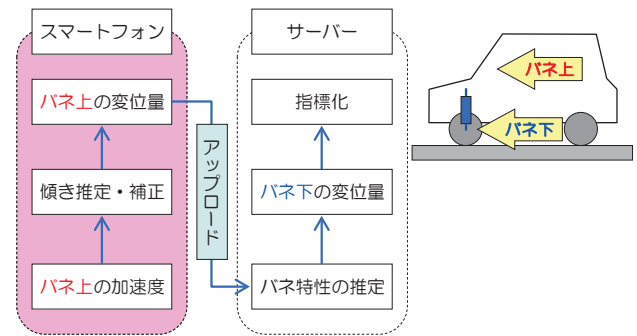 スマートフォン
バネ上の変位量
傾き推定・補正
バネ上の加速度
アップロード
サーバー
指標化
バネ下の変位量
バネ特性の推定
バネ上
バネ下